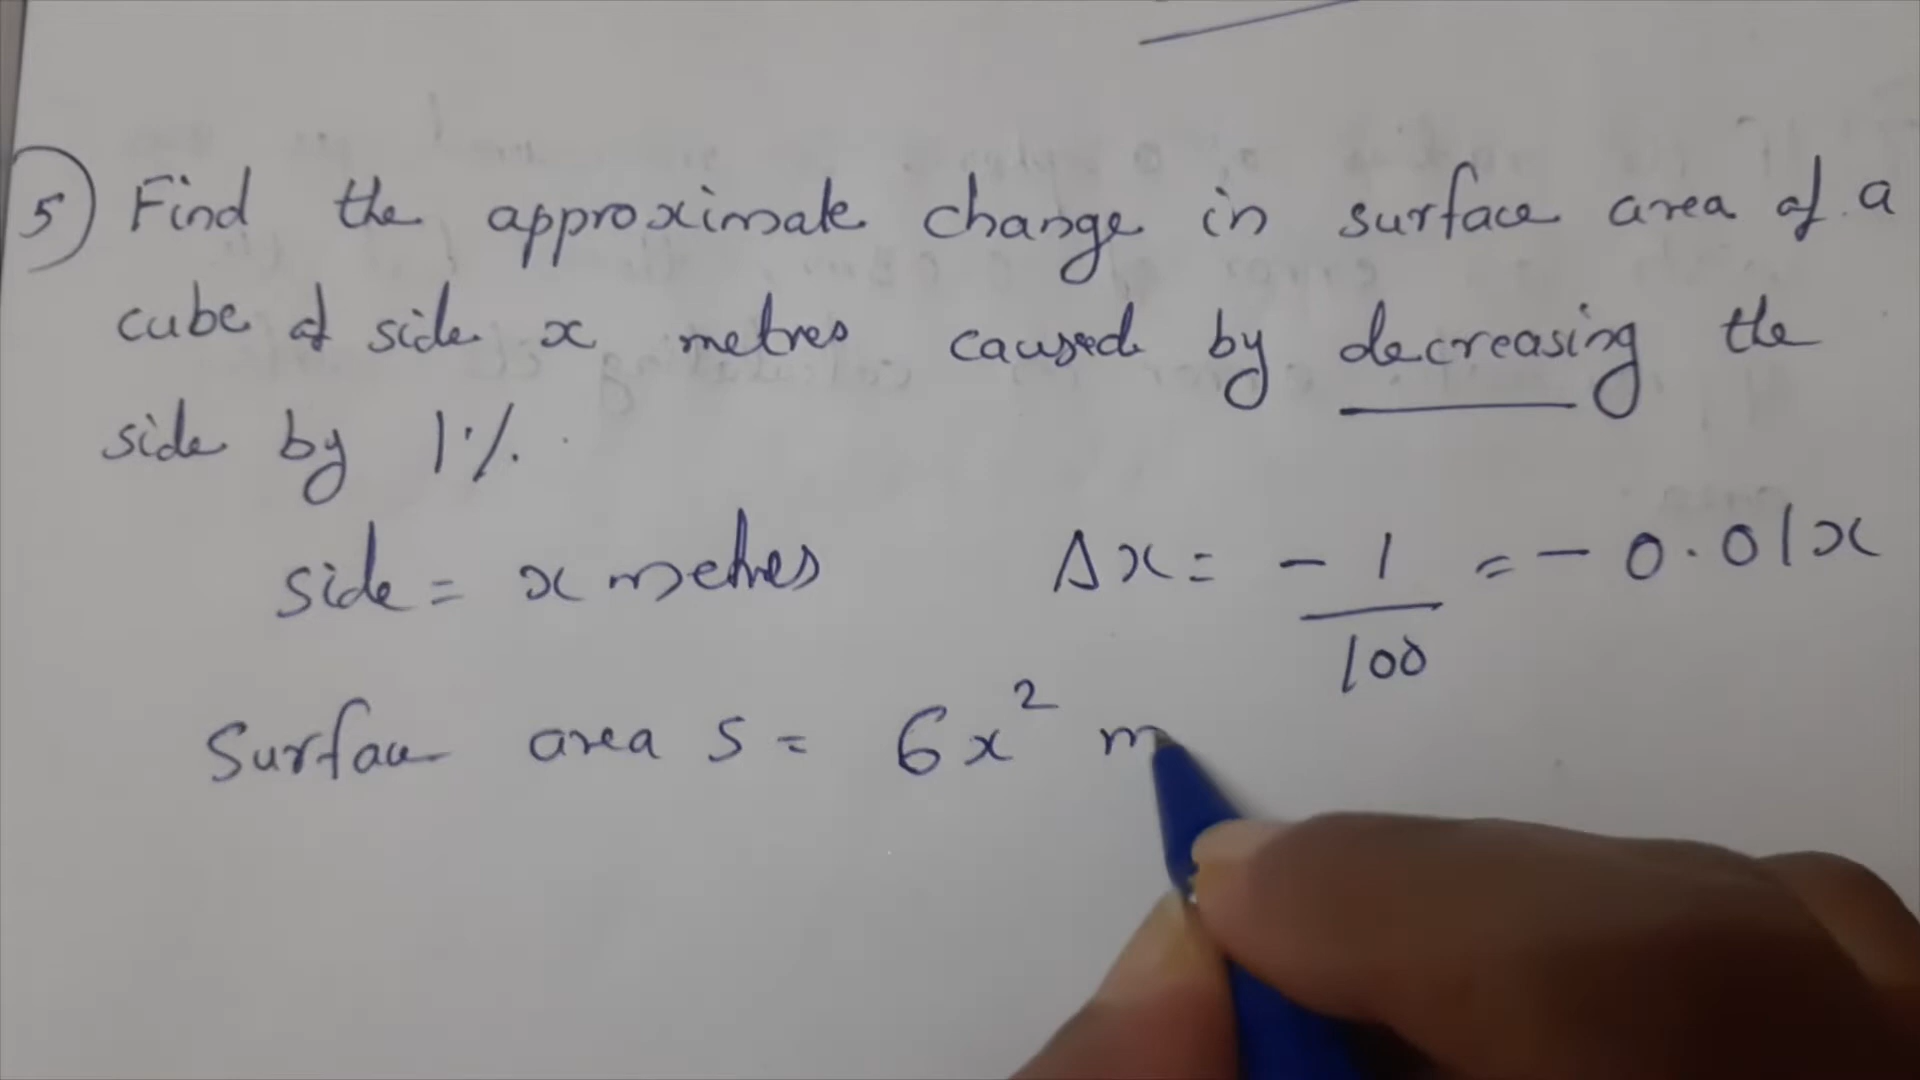 5) Find the approximate change in surface area of a
cube of side x metres caused by decreasing the
side by 1%.
side = x metres Δx = -1/100 = -0.01x
Surface area S = 6x² m